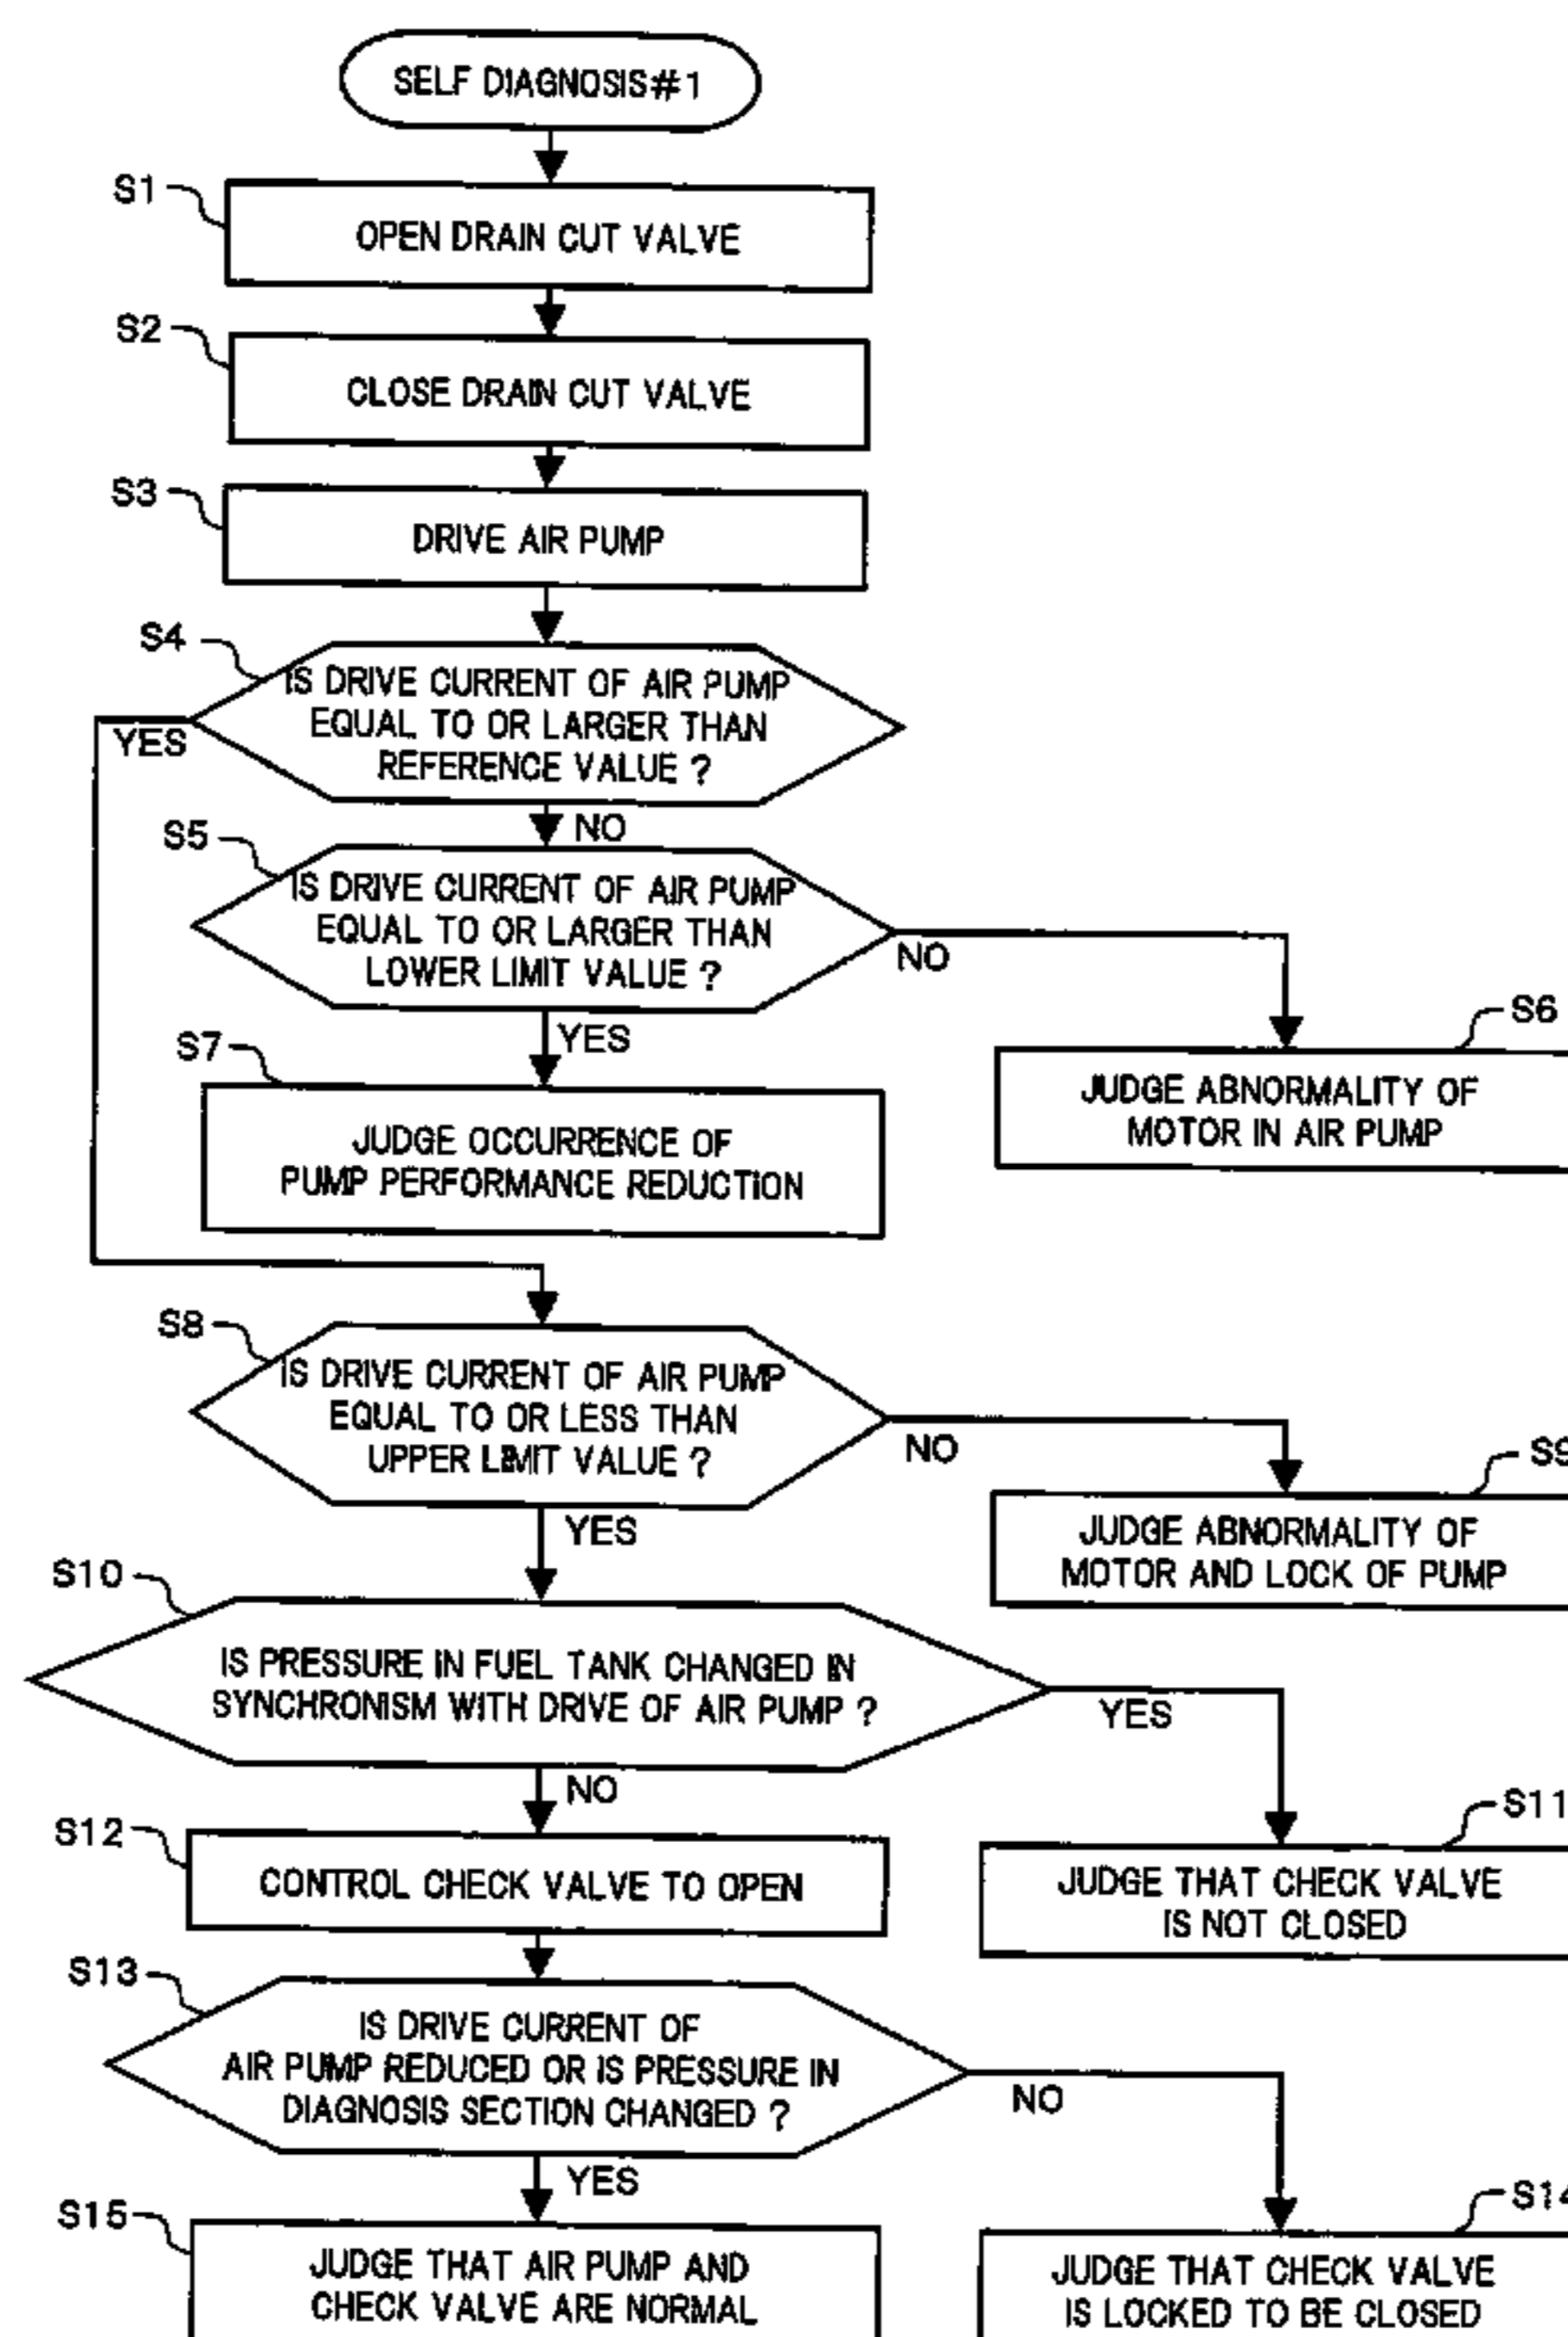 SELF DIAGNOSIS#1
S1
OPEN DRAIN CUT VALVE
S2
CLOSE DRAIN CUT VALVE
S3
DRIVE AIR PUMP
S4
IS DRIVE CURRENT OF AIR PUMP
EQUAL TO OR LARGER THAN
REFERENCE VALUE ?
YES
NO
S5
IS DRIVE CURRENT OF AIR PUMP
EQUAL TO OR LARGER THAN
LOWER LIMIT VALUE ?
NO
YES
S6
JUDGE ABNORMALITY OF
MOTOR IN AIR PUMP
S7
JUDGE OCCURRENCE OF
PUMP PERFORMANCE REDUCTION
S8
IS DRIVE CURRENT OF AIR PUMP
EQUAL TO OR LESS THAN
UPPER LIMIT VALUE ?
NO
YES
S9
JUDGE ABNORMALITY OF
MOTOR AND LOCK OF PUMP
S10
IS PRESSURE IN FUEL TANK CHANGED IN
SYNCHRONISM WITH DRIVE OF AIR PUMP ?
YES
NO
S11
JUDGE THAT CHECK VALVE
IS NOT CLOSED
S12
CONTROL CHECK VALVE TO OPEN
S13
IS DRIVE CURRENT OF
AIR PUMP REDUCED OR IS PRESSURE IN
DIAGNOSIS SECTION CHANGED ?
NO
YES
S14
JUDGE THAT CHECK VALVE
IS LOCKED TO BE CLOSED
S15
JUDGE THAT AIR PUMP AND
CHECK VALVE ARE NORMAL